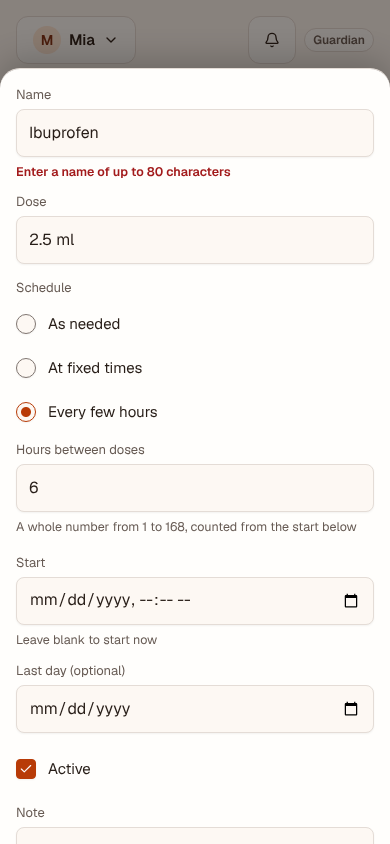 M Mia
Guardian
Name
Ibuprofen
Enter a name of up to 80 characters
Dose
2.5 ml
Schedule
As needed
At fixed times
Every few hours
Hours between doses
6
A whole number from 1 to 168, counted from the start below
Start
mm/dd/yyyy, --:-- --
Leave blank to start now
Last day (optional)
mm/dd/yyyy
Active
Note